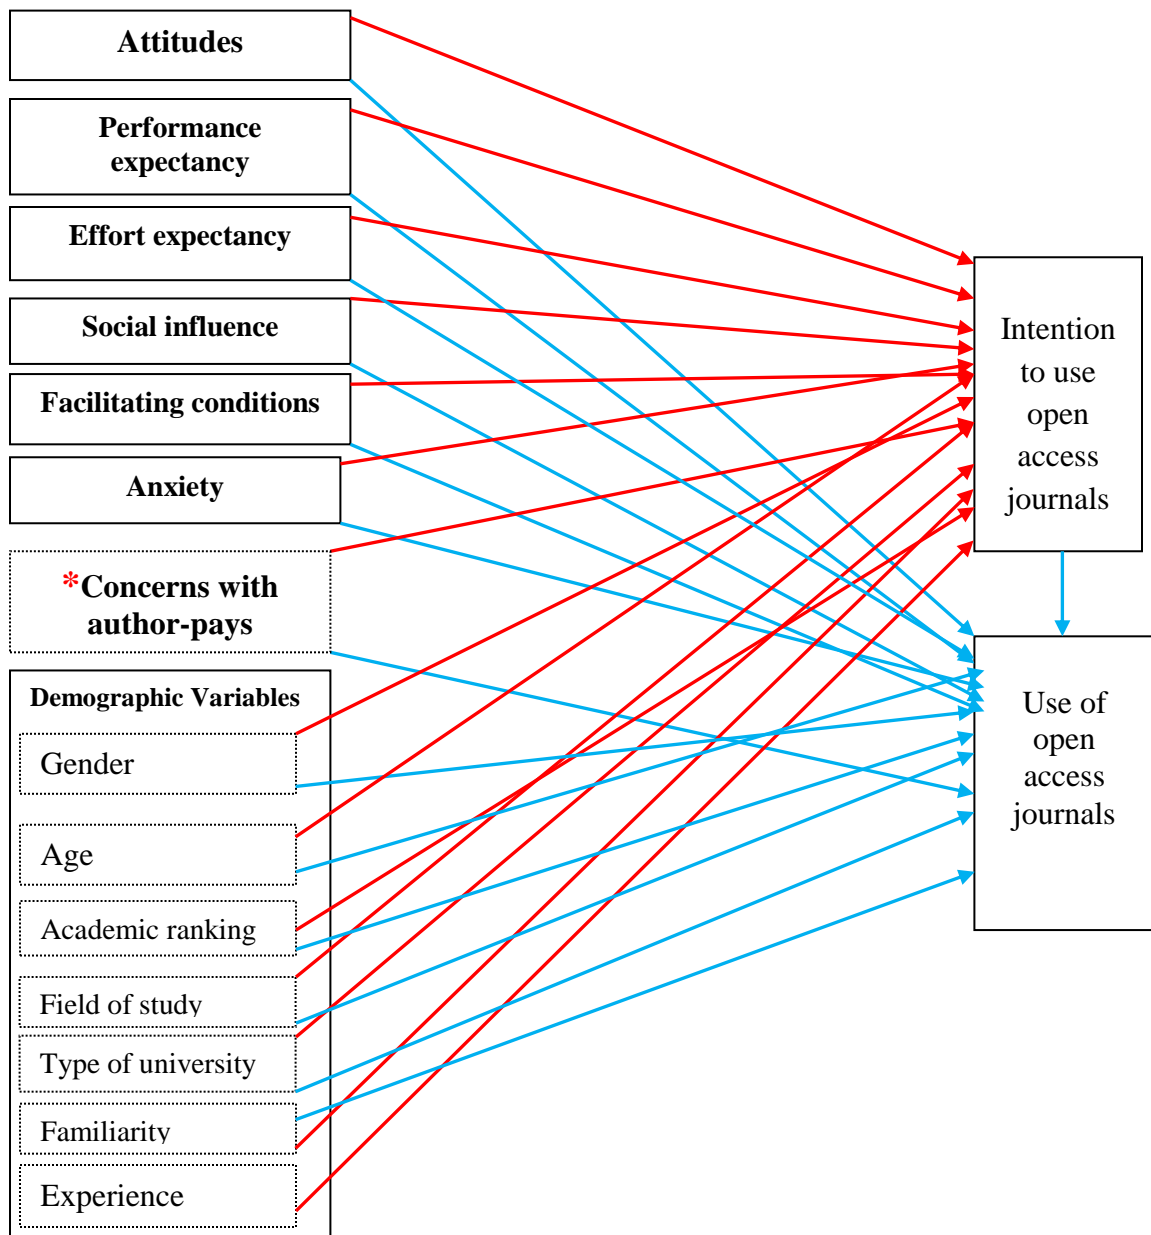 Attitudes
Performance
expectancy
Effort expectancy
Social influence
Facilitating conditions
Anxiety
*Concerns with
author-pays
Demographic Variables
Gender
Age
Academic ranking
Field of study
Type of university
Familiarity
Experience
Intention
to use
open
access
journals
Use of
open
access
journals